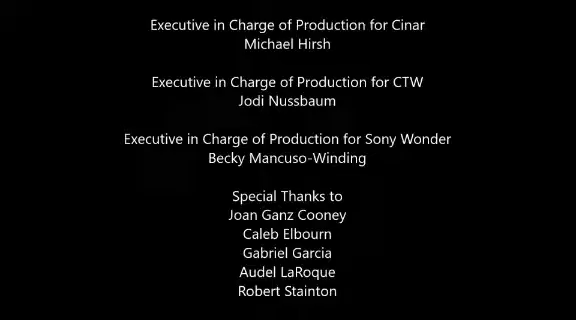 Executive in Charge of Production for Cinar
Michael Hirsh
Executive in Charge of Production for CTW
Jodi Nussbaum
Executive in Charge of Production for Sony Wonder
Becky Mancuso-Winding
Special Thanks to
Joan Ganz Cooney
Caleb Elbourn
Gabriel Garcia
Audel LaRoque
Robert Stainton